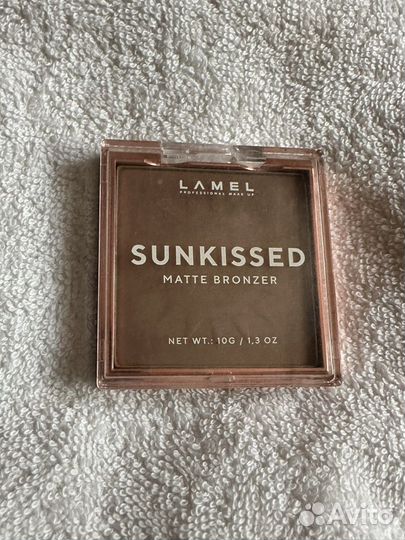 LAMEL
PROFESSIONAL MAKE UP
SUNKISSED
MATTE BRONZER
NET WT.: 10G / 1,3 OZ
Avito